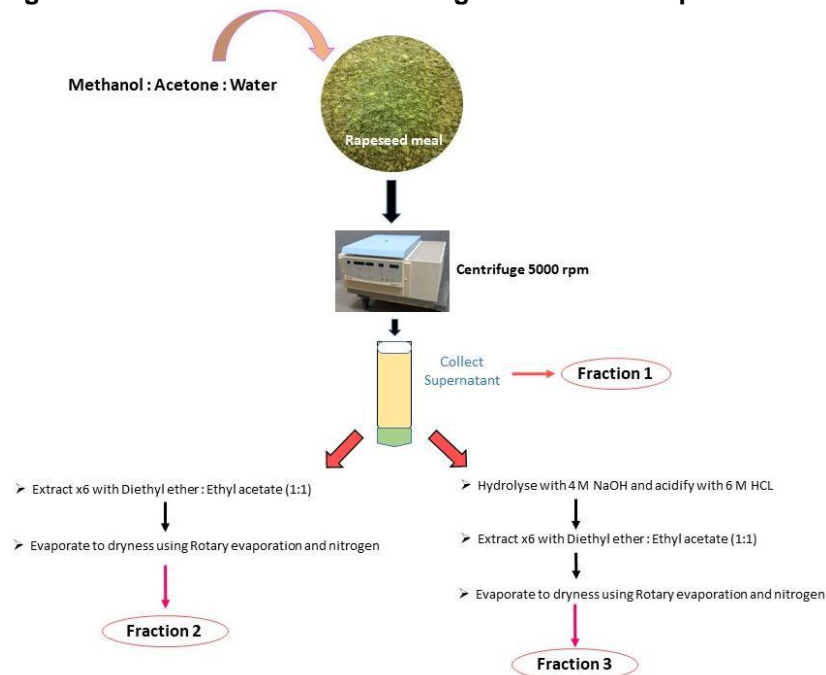 Methanol : Acetone : Water
Rapeseed meal
Centrifuge 5000 rpm
Collect
Supernatant
Fraction 1
➢ Extract x6 with Diethyl ether : Ethyl acetate (1:1)
➢ Evaporate to dryness using Rotary evaporation and nitrogen
Fraction 2
➢ Hydrolyse with 4 M NaOH and acidify with 6 M HCL
➢ Extract x6 with Diethyl ether : Ethyl acetate (1:1)
➢ Evaporate to dryness using Rotary evaporation and nitrogen
Fraction 3